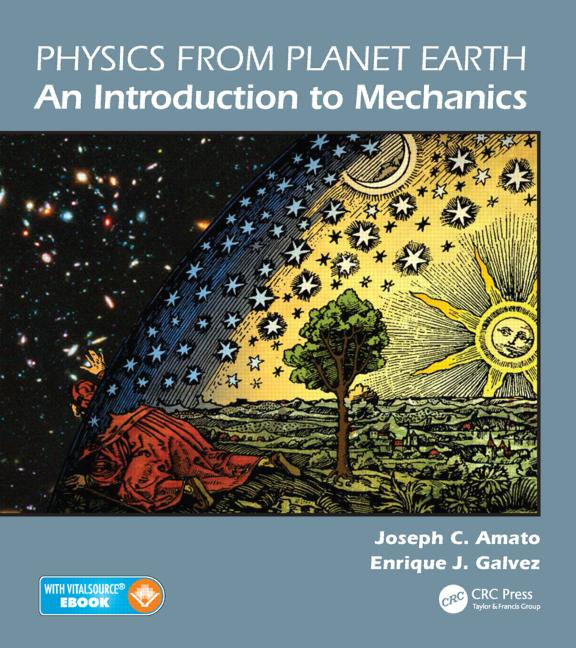 PHYSICS FROM PLANET EARTH
An Introduction to Mechanics
Joseph C. Amato
Enrique J. Galvez
WITH VITALSOURCE®
EBOOK
CRC
CRC Press
Taylor & Francis Group